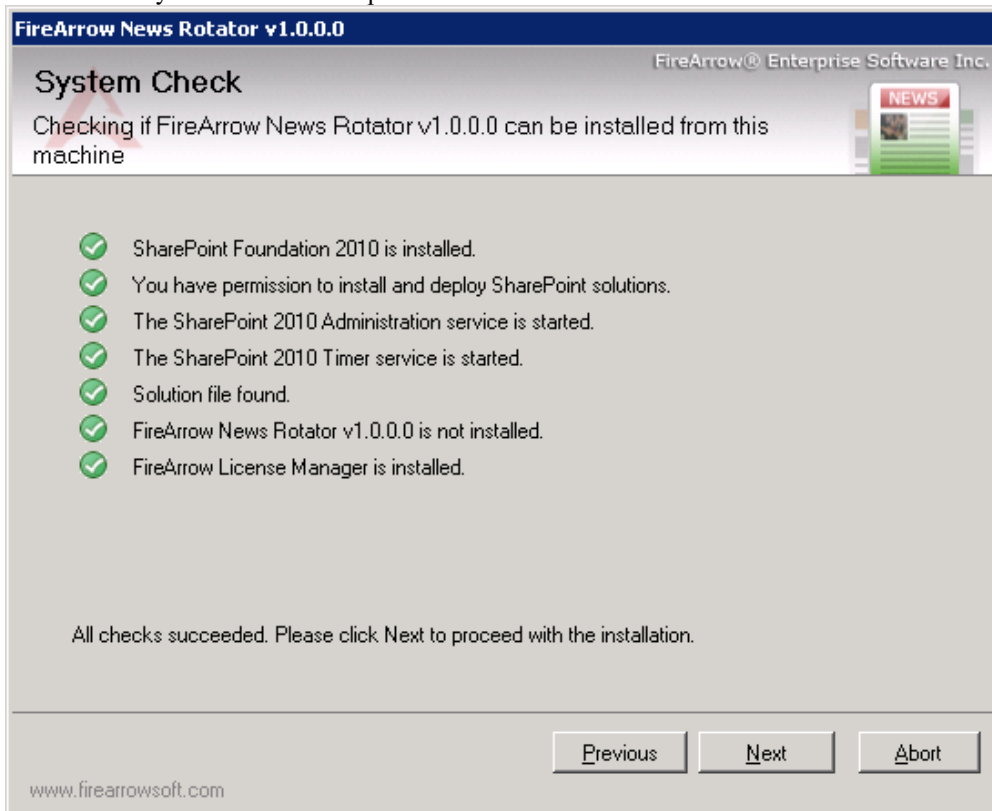 FireArrow News Rotator v1.0.0.0
FireArrow® Enterprise Software Inc.
System Check
NEWS
Checking if FireArrow News Rotator v1.0.0.0 can be installed from this
machine
SharePoint Foundation 2010 is installed.
You have permission to install and deploy SharePoint solutions.
The SharePoint 2010 Administration service is started.
The SharePoint 2010 Timer service is started.
Solution file found.
FireArrow News Rotator v1.0.0.0 is not installed.
FireArrow License Manager is installed.
All checks succeeded. Please click Next to proceed with the installation.
Previous Next Abort
www.firearrowsoft.com